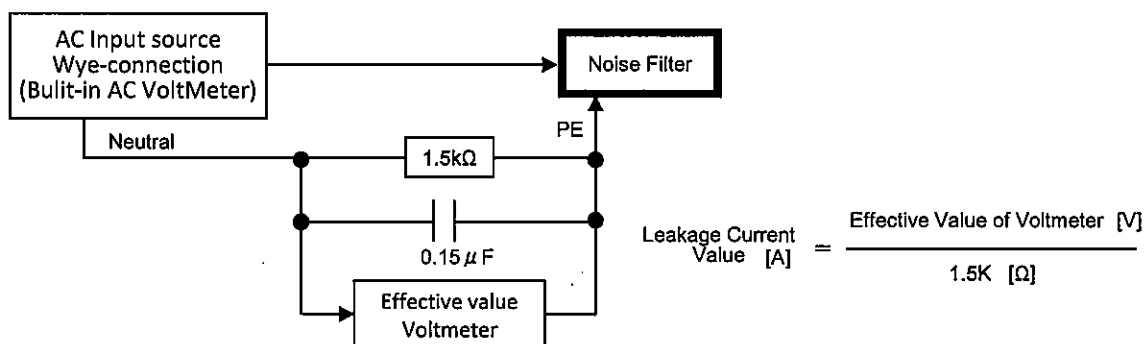 AC Input source
Wye-connection
(Bulit-in AC VoltMeter)
Noise Filter
Neutral
PE
1.5kΩ
0.15 μ F
Effective value
Voltmeter
Leakage Current
Value [A]
=
Effective Value of Voltmeter [V]
1.5K [Ω]